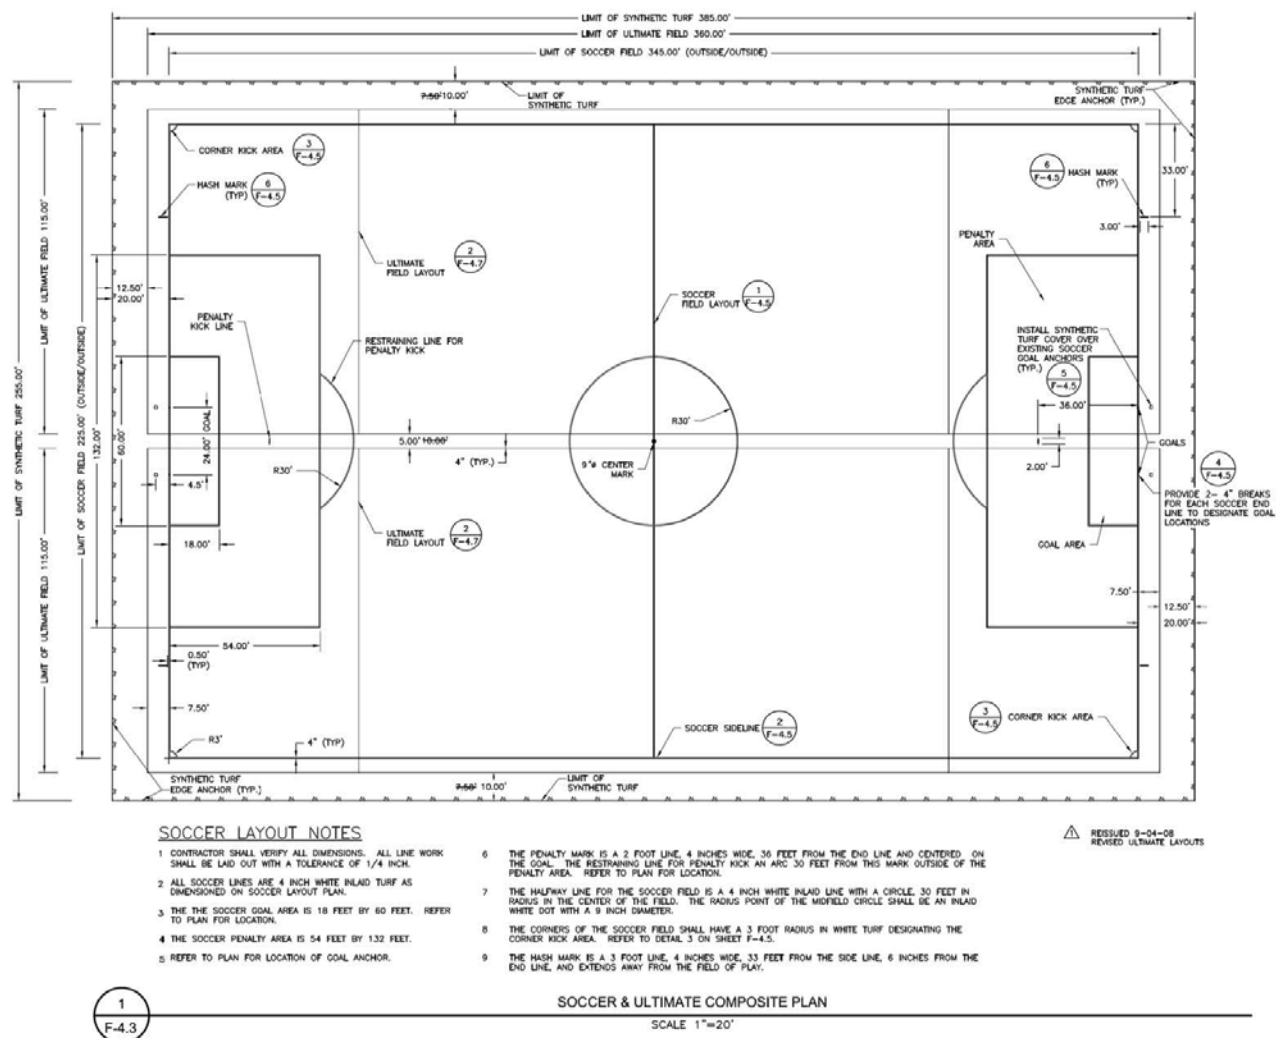 LIMIT OF SYNTHETIC TURF 385.00'
LIMIT OF ULTIMATE FIELD 360.00'
LIMIT OF SOCCER FIELD 345.00' (OUTSIDE/OUTSIDE)
7.50' 10.00'
LIMIT OF
SYNTHETIC TURF
SYNTHETIC TURF
EDGE ANCHOR (TYP.)
CORNER KICK AREA
3
F-4.5
HASH MARK
(TYP)
6
F-4.5
6
F-4.5
HASH MARK
(TYP)
33.00'
3.00'
LIMIT OF ULTIMATE FIELD 115.00'
ULTIMATE
FIELD LAYOUT
2
F-4.7
PENALTY
AREA
12.50'
20.00'
SOCCER
FIELD LAYOUT
1
F-4.5
PENALTY
KICK LINE
RESTRAINING LINE FOR
PENALTY KICK
INSTALL SYNTHETIC
TURF COVER OVER
EXISTING SOCCER
GOAL ANCHORS
(TYP.)
5
F-4.5
36.00'
LIMIT OF SYNTHETIC TURF 255.00'
LIMIT OF SOCCER FIELD 225.00' (OUTSIDE/OUTSIDE)
132.00'
60.00'
24.00' GOAL
R30'
5.00' 10.00'
4" (TYP.)
9"ø CENTER
MARK
2.00'
GOALS
4
F-4.5
R30'
4.5'
PROVIDE 2- 4" BREAKS
FOR EACH SOCCER END
LINE TO DESIGNATE GOAL
LOCATIONS
18.00'
ULTIMATE
FIELD LAYOUT
2
F-4.7
GOAL AREA
LIMIT OF ULTIMATE FIELD 115.00'
7.50'
12.50'
20.00'
54.00'
0.50'
(TYP)
7.50'
R3'
4" (TYP)
SOCCER SIDELINE
2
F-4.5
3
F-4.5
CORNER KICK AREA
SYNTHETIC TURF
EDGE ANCHOR (TYP.)
7.50' 10.00'
LIMIT OF
SYNTHETIC TURF
SOCCER LAYOUT NOTES
1 CONTRACTOR SHALL VERIFY ALL DIMENSIONS. ALL LINE WORK
SHALL BE LAID OUT WITH A TOLERANCE OF 1/4 INCH.
2 ALL SOCCER LINES ARE 4 INCH WHITE INLAID TURF AS
DIMENSIONED ON SOCCER LAYOUT PLAN.
3 THE THE SOCCER GOAL AREA IS 18 FEET BY 60 FEET. REFER
TO PLAN FOR LOCATION.
4 THE SOCCER PENALTY AREA IS 54 FEET BY 132 FEET.
5 REFER TO PLAN FOR LOCATION OF GOAL ANCHOR.
6 THE PENALTY MARK IS A 2 FOOT LINE, 4 INCHES WIDE, 36 FEET FROM THE END LINE AND CENTERED ON
THE GOAL. THE RESTRAINING LINE FOR PENALTY KICK AN ARC 30 FEET FROM THIS MARK OUTSIDE OF THE
PENALTY AREA. REFER TO PLAN FOR LOCATION.
7 THE HALFWAY LINE FOR THE SOCCER FIELD IS A 4 INCH WHITE INLAID LINE WITH A CIRCLE, 30 FEET IN
RADIUS IN THE CENTER OF THE FIELD. THE RADIUS POINT OF THE MIDFIELD CIRCLE SHALL BE AN INLAID
WHITE DOT WITH A 9 INCH DIAMETER.
8 THE CORNERS OF THE SOCCER FIELD SHALL HAVE A 3 FOOT RADIUS IN WHITE TURF DESIGNATING THE
CORNER KICK AREA. REFER TO DETAIL 3 ON SHEET F-4.5.
9 THE HASH MARK IS A 3 FOOT LINE, 4 INCHES WIDE, 33 FEET FROM THE SIDE LINE, 6 INCHES FROM THE
END LINE, AND EXTENDS AWAY FROM THE FIELD OF PLAY.
1 REISSUED 9-04-08
REVISED ULTIMATE LAYOUTS
1
F-4.3
SOCCER & ULTIMATE COMPOSITE PLAN
SCALE 1"=20'